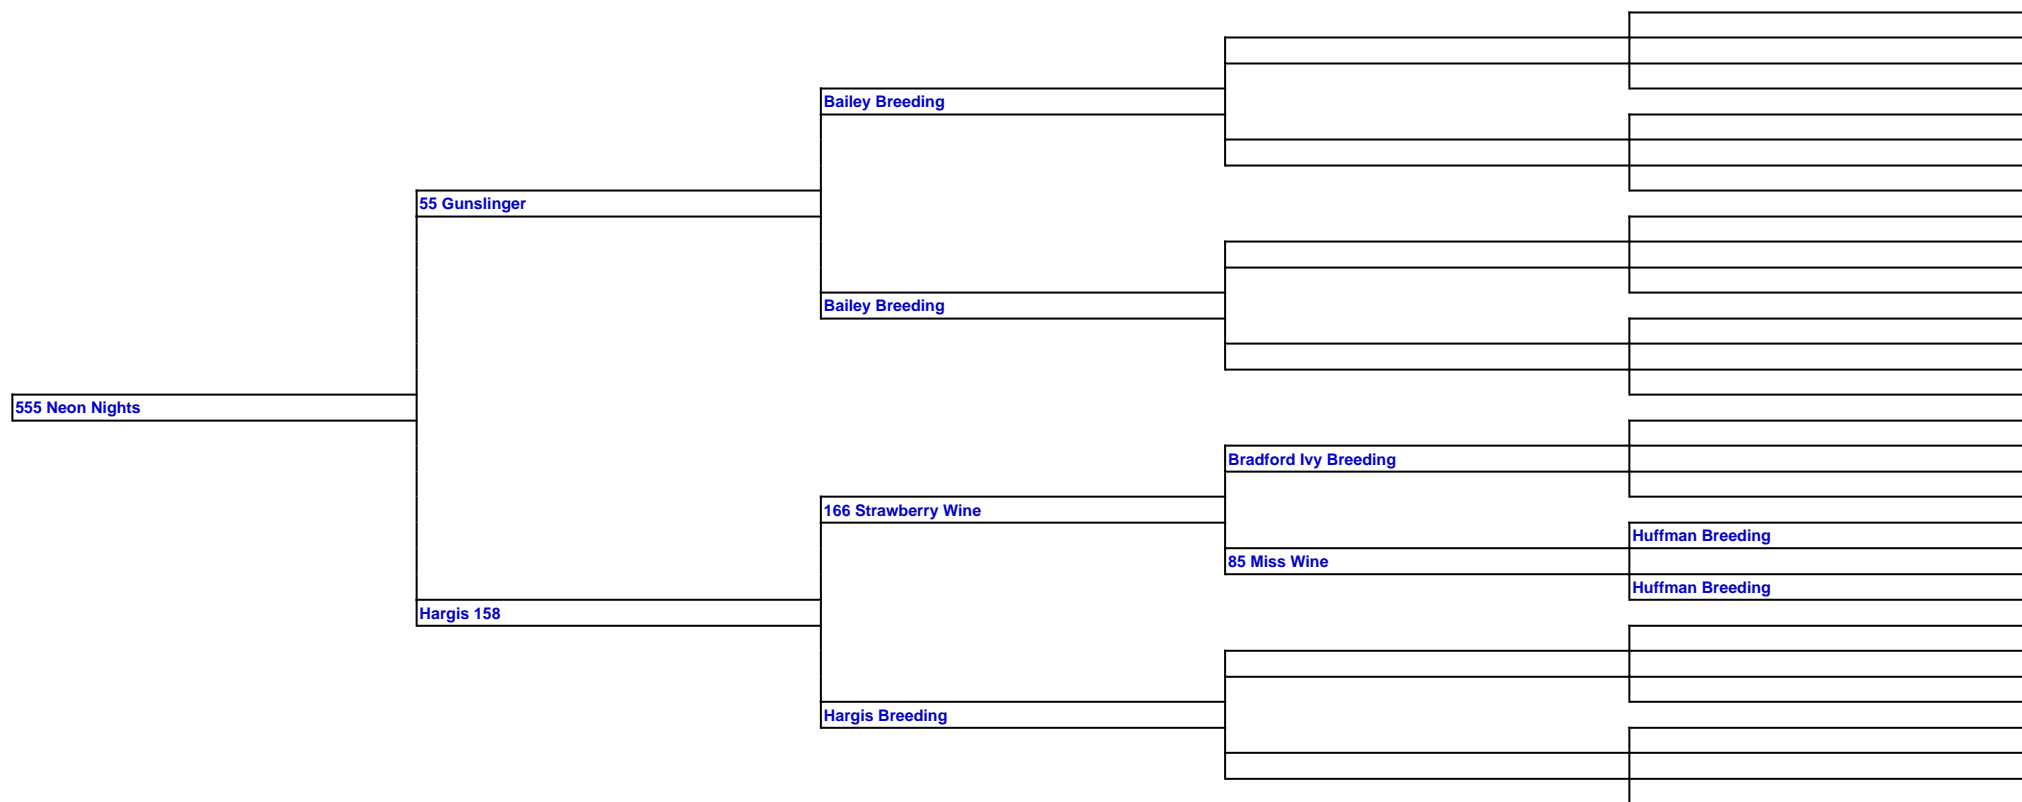 Bailey Breeding
55 Gunslinger
Bailey Breeding
555 Neon Nights
Bradford Ivy Breeding
166 Strawberry Wine
Huffman Breeding
85 Miss Wine
Huffman Breeding
Hargis 158
Hargis Breeding